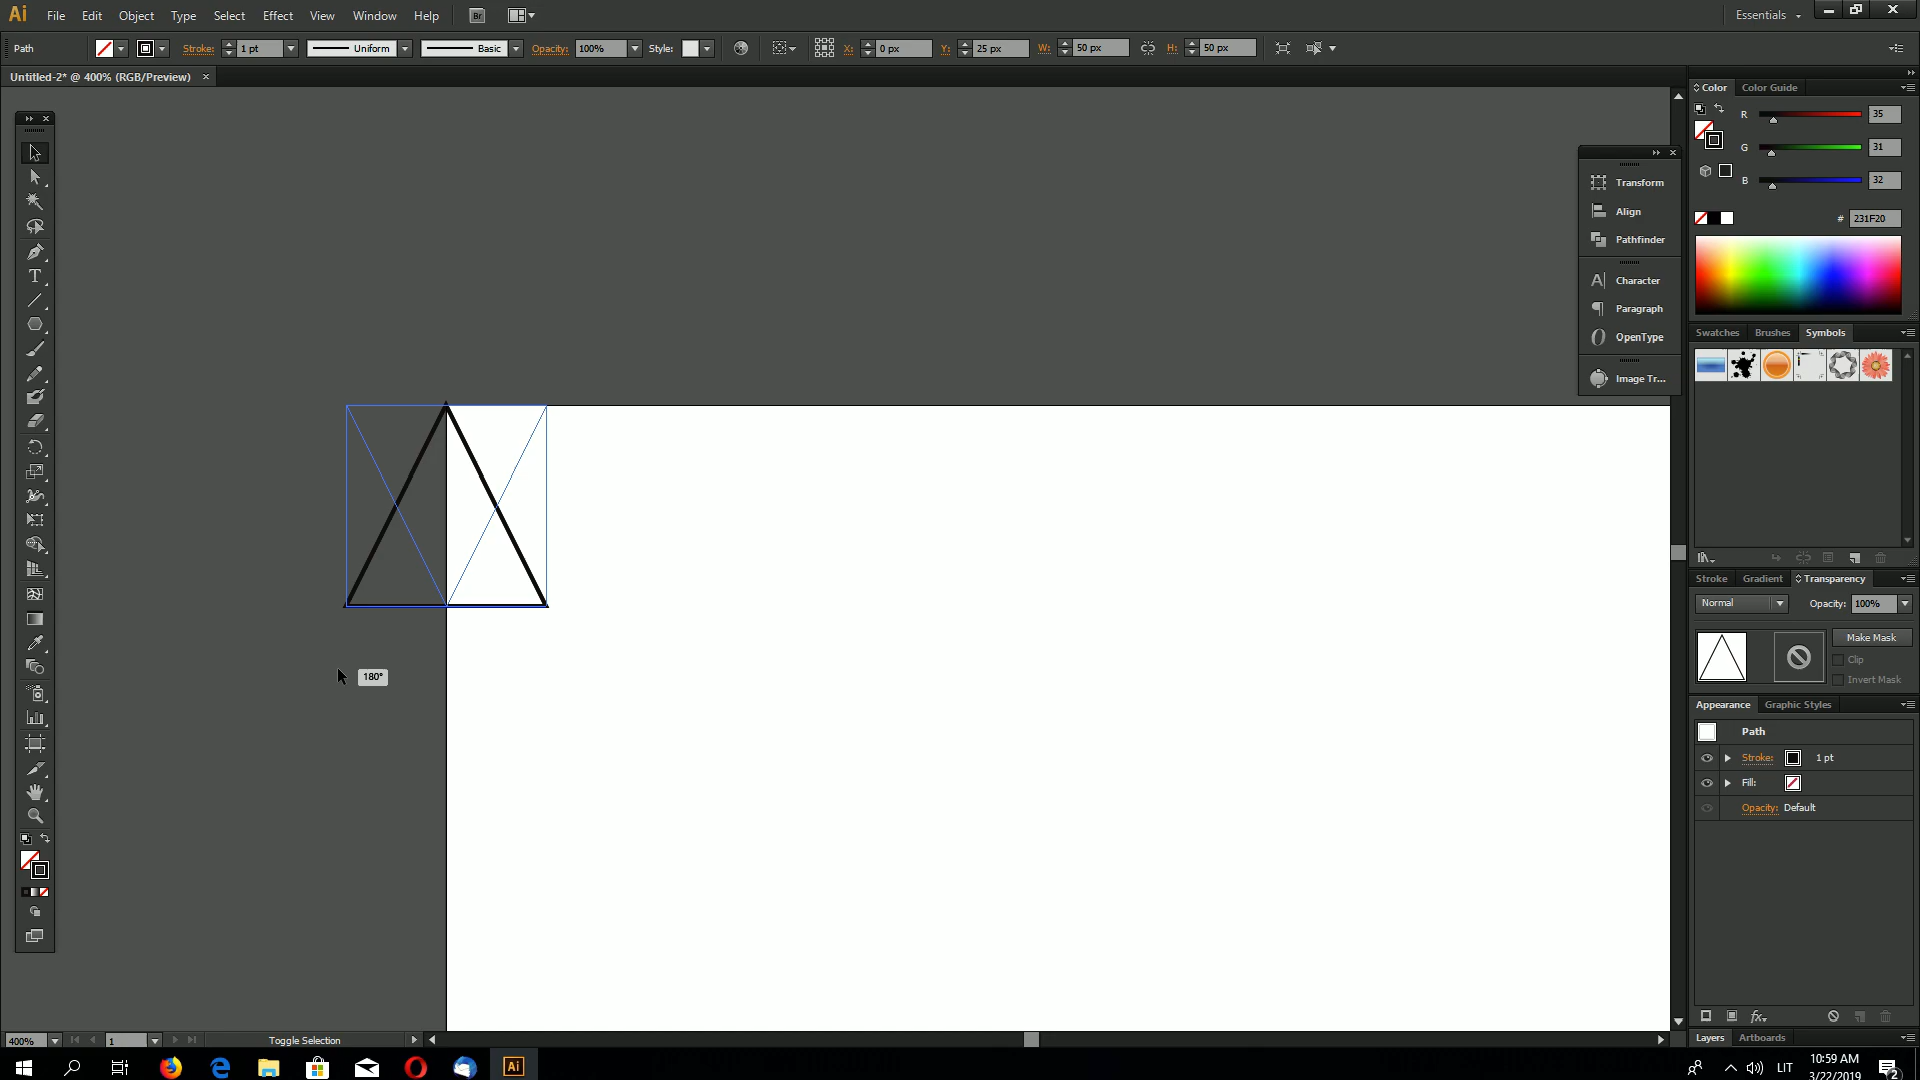 Ai File Edit Object Type Select Effect View Window Help Br Essentials
Path Stroke: 1 pt Uniform Basic Opacity: 100% Style: X: 0 px Y: 25 px W: 50 px H: 50 px
Untitled-2* @ 400% (RGB/Preview)
Color Color Guide
R 35
G 31
B 32
# 231F20
Transform
Align
Pathfinder
Character
Paragraph
OpenType
Image Tr...
Swatches Brushes Symbols
180°
Stroke Gradient Transparency
Normal Opacity: 100%
Make Mask
Clip
Invert Mask
Appearance Graphic Styles
Path
Stroke: 1 pt
Fill:
Opacity: Default
fx
Layers Artboards
400% 1 Toggle Selection
Ai LIT 10:59 AM
3/22/2019 2